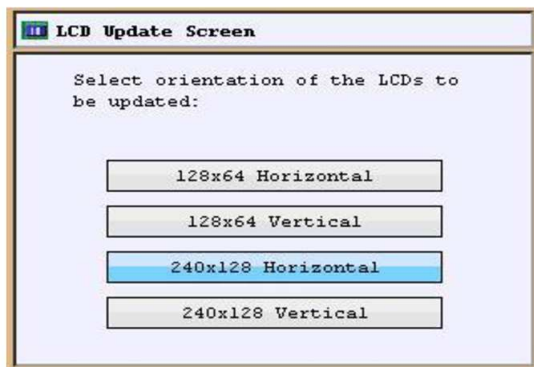 LCD Update Screen
Select orientation of the LCDs to
be updated:
128x64 Horizontal
128x64 Vertical
240x128 Horizontal
240x128 Vertical